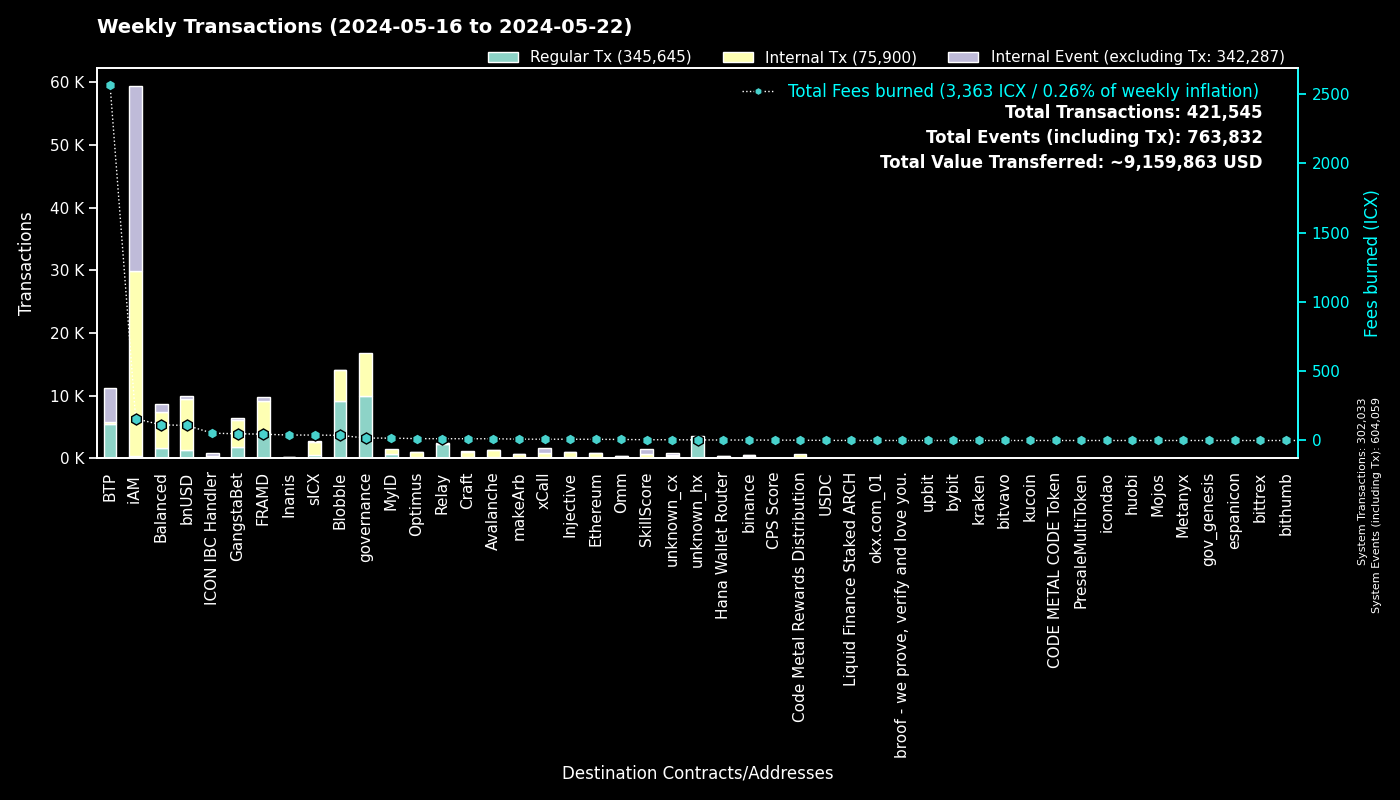 Weekly Transactions (2024-05-16 to 2024-05-22)
Regular Tx (345,645)
Internal Tx (75,900)
Internal Event (excluding Tx: 342,287)
Total Fees burned (3,363 ICX / 0.26% of weekly inflation)
Total Transactions: 421,545
Total Events (including Tx): 763,832
Total Value Transferred: ~9,159,863 USD
Transactions
60 K
50 K
40 K
30 K
20 K
10 K
0 K
2500
2000
1500
1000
500
0
Fees burned (ICX)
System Transactions: 302,033
System Events (including Tx): 604,059
BTP
iAM
Balanced
bnUSD
ICON IBC Handler
GangstaBet
FRAMD
Inanis
sICX
Blobble
governance
MyID
Optimus
Relay
Craft
Avalanche
makeArb
xCall
Injective
Ethereum
Omm
SkillScore
unknown_cx
unknown_hx
Hana Wallet Router
binance
CPS Score
Code Metal Rewards Distribution
USDC
Liquid Finance Staked ARCH
okx.com_01
broof - we prove, verify and love you.
upbit
bybit
kraken
bitvavo
kucoin
CODE METAL CODE Token
PresaleMultiToken
icondao
huobi
Mojos
Metanyx
gov_genesis
espanicon
bittrex
bithumb
Destination Contracts/Addresses